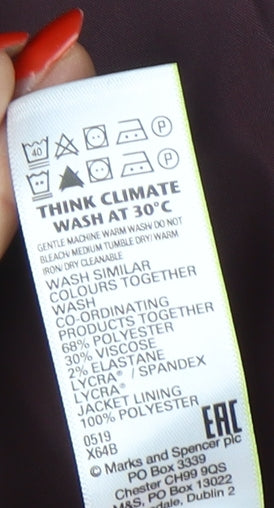 40 P
P
THINK CLIMATE
WASH AT 30°C
GENTLE MACHINE WARM WASH/ DO NOT
BLEACH/ MEDIUM TUMBLE DRY/ WARM
IRON/ DRY CLEANABLE
WASH SIMILAR
COLOURS TOGETHER
WASH
CO-ORDINATING
PRODUCTS TOGETHER
68% POLYESTER
30% VISCOSE
2% ELASTANE
LYCRA® / SPANDEX
LYCRA®
JACKET LINING
100% POLYESTER
0519
X64B EAC
© Marks and Spencer plc
PO Box 3339
Chester CH99 9QS
M&S, PO Box 13022
dale, Dublin 2